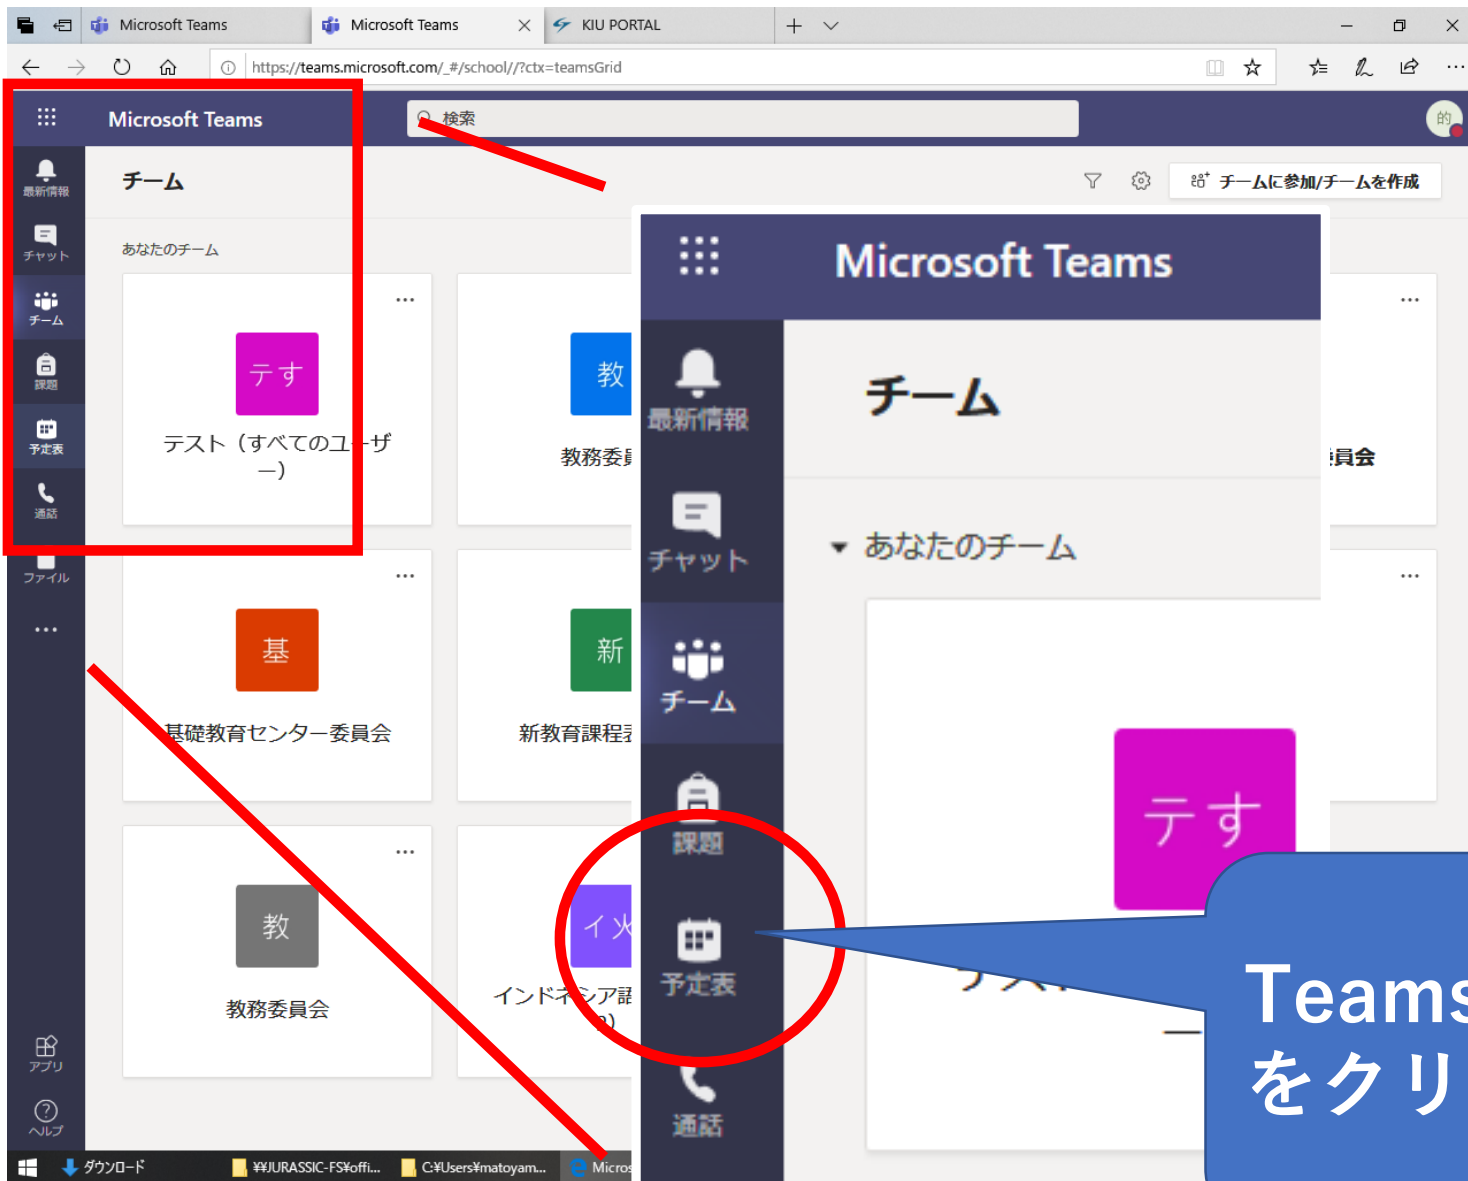 Microsoft Teams
Microsoft Teams
KIU PORTAL
https://teams.microsoft.com/_#/school//?ctx=teamsGrid
Microsoft Teams
検索
的
最新情報
チャット
チーム
課題
予定表
通話
ファイル
アプリ
ヘルプ
チーム
チームに参加/チームを作成
あなたのチーム
テす
テスト（すべてのユーザ
ー）
教
教務委員
員会
基
基礎教育センター委員会
新
新教育課程
教
教務委員会
イ火
インドネシア語
Microsoft Teams
最新情報
チャット
チーム
課題
予定表
通話
チーム
あなたのチーム
テす
Teams
をクリ
ダウンロード
¥¥JURASSIC-FS¥offi...
C:¥Users¥matoyam...
Micros